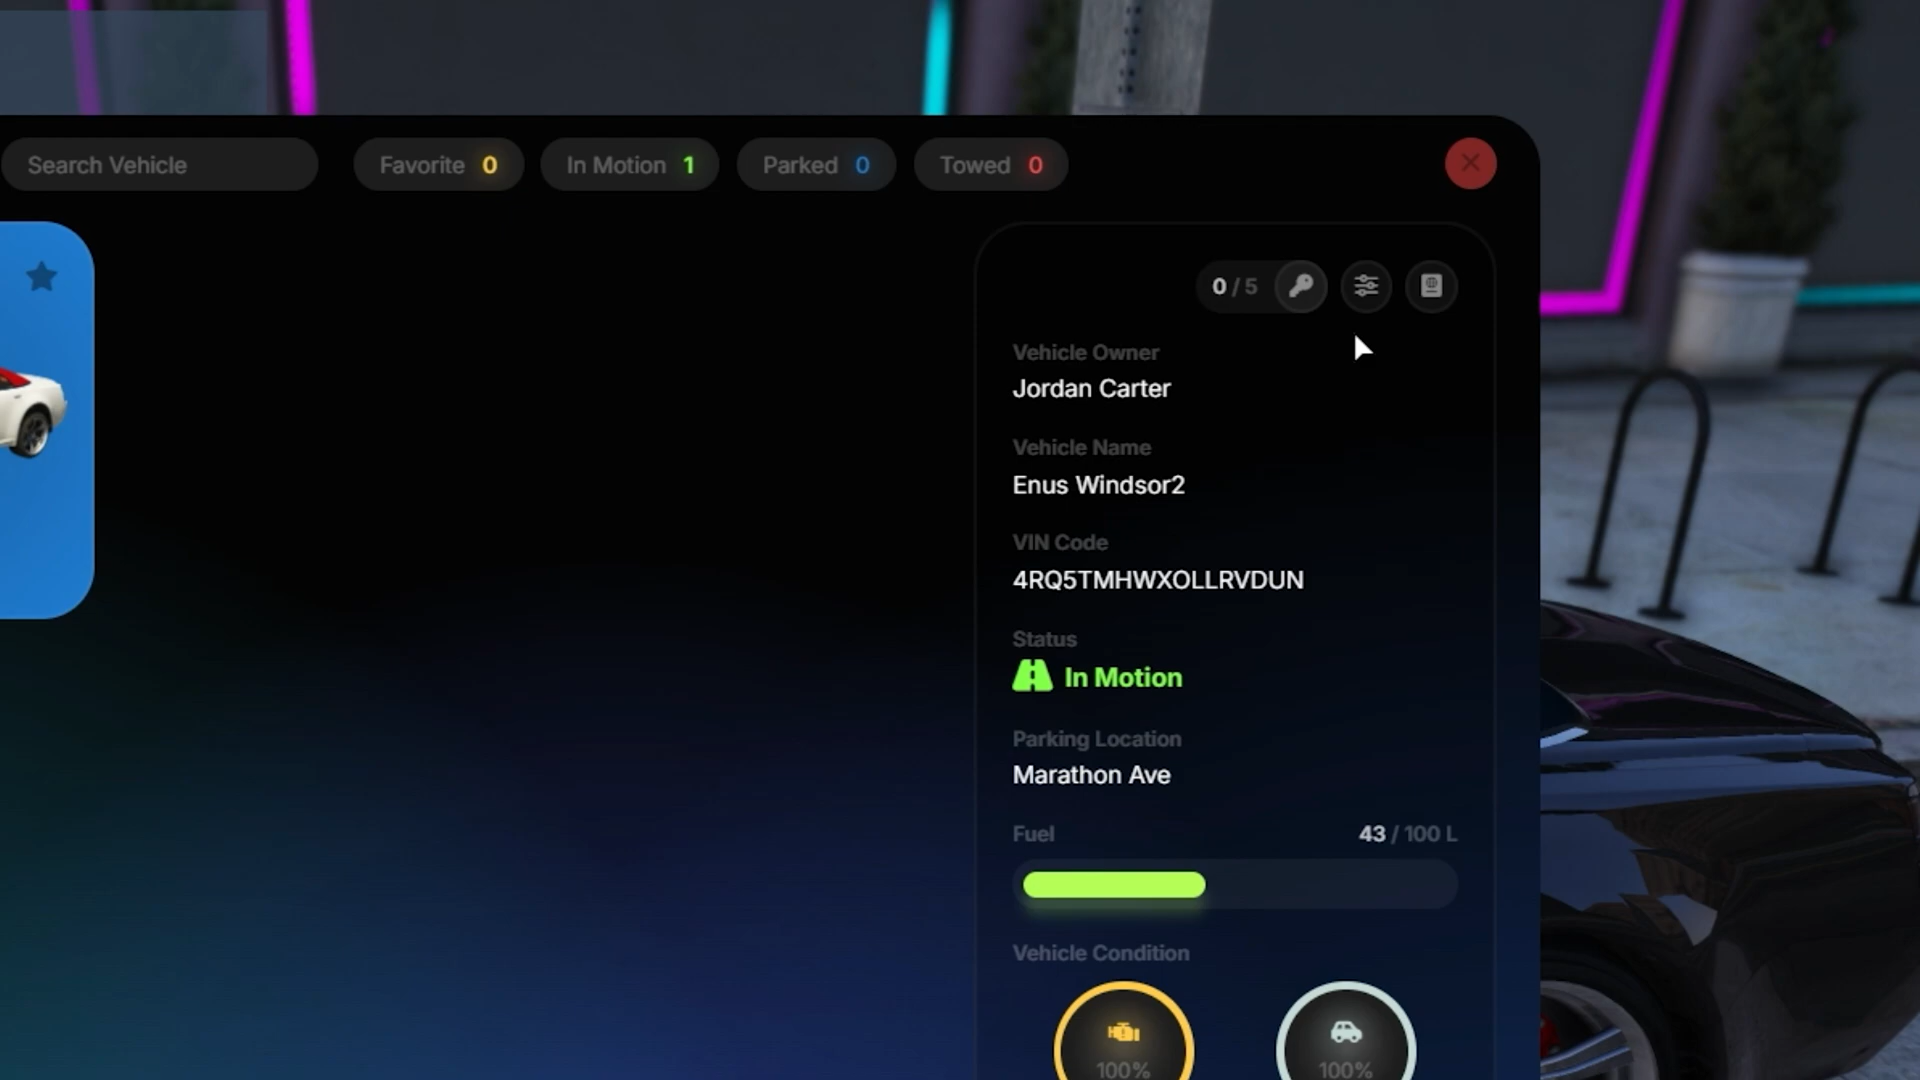 Search Vehicle
Favorite 0
In Motion 1
Parked 0
Towed 0
0 / 5
Vehicle Owner
Jordan Carter
Vehicle Name
Enus Windsor2
VIN Code
4RQ5TMHWXOLLRVDUN
Status
In Motion
Parking Location
Marathon Ave
Fuel 43 / 100 L
Vehicle Condition
100% 100%